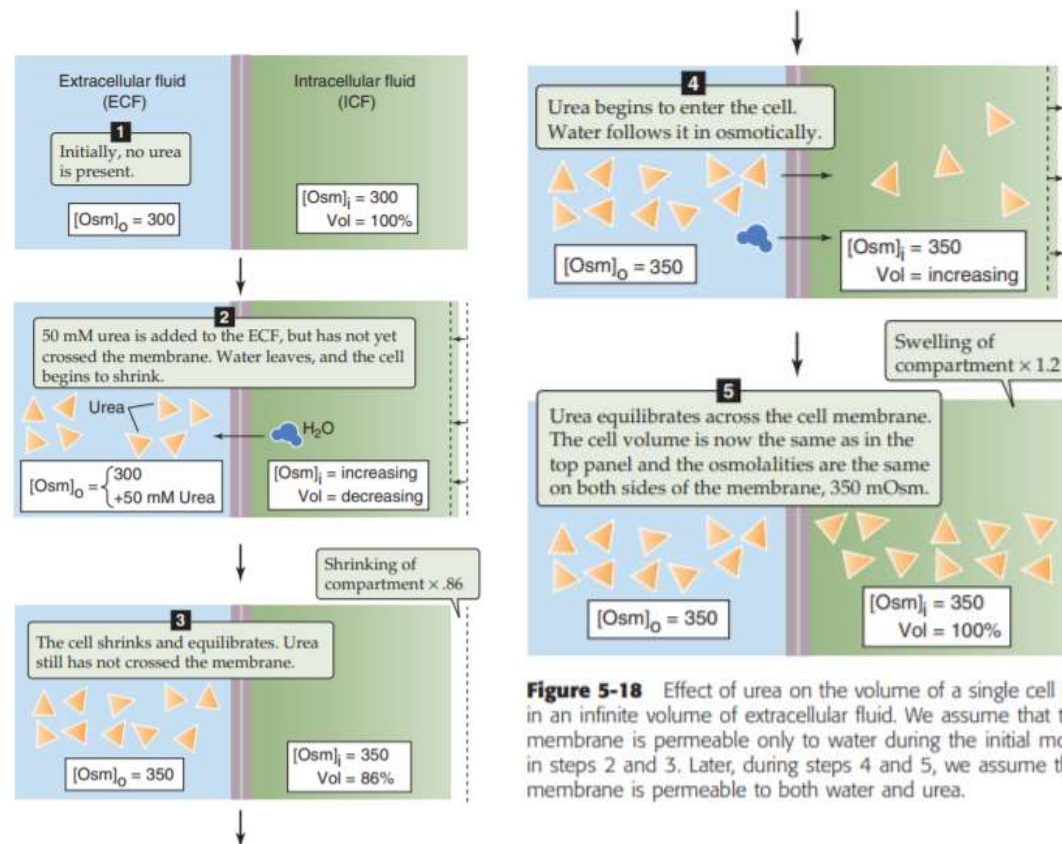 Extracellular fluid
(ECF)
Intracellular fluid
(ICF)
1
Initially, no urea
is present.
[Osm]o = 300
[Osm]i = 300
Vol = 100%
2
50 mM urea is added to the ECF, but has not yet
crossed the membrane. Water leaves, and the cell
begins to shrink.
Urea
H2O
[Osm]o = {300
+50 mM Urea
[Osm]i = increasing
Vol = decreasing
Shrinking of
compartment × .86
3
The cell shrinks and equilibrates. Urea
still has not crossed the membrane.
[Osm]o = 350
[Osm]i = 350
Vol = 86%
4
Urea begins to enter the cell.
Water follows it in osmotically.
[Osm]o = 350
[Osm]i = 350
Vol = increasing
Swelling of
compartment × 1.2
5
Urea equilibrates across the cell membrane.
The cell volume is now the same as in the
top panel and the osmolalities are the same
on both sides of the membrane, 350 mOsm.
[Osm]o = 350
[Osm]i = 350
Vol = 100%
Figure 5-18 Effect of urea on the volume of a single cell
in an infinite volume of extracellular fluid. We assume that
membrane is permeable only to water during the initial
in steps 2 and 3. Later, during steps 4 and 5, we assume
membrane is permeable to both water and urea.